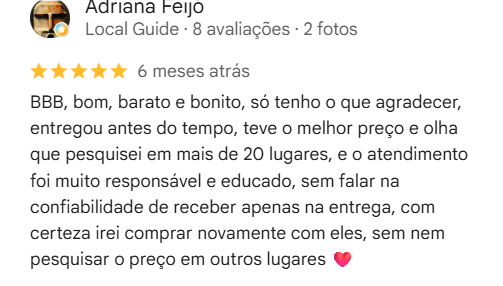 Adriana Feijó
Local Guide · 8 avaliações · 2 fotos
6 meses atrás
BBB, bom, barato e bonito, só tenho o que agradecer,
entregou antes do tempo, teve o melhor preço e olha
que pesquisei em mais de 20 lugares, e o atendimento
foi muito responsável e educado, sem falar na
confiabilidade de receber apenas na entrega, com
certeza irei comprar novamente com eles, sem nem
pesquisar o preço em outros lugares ❤️